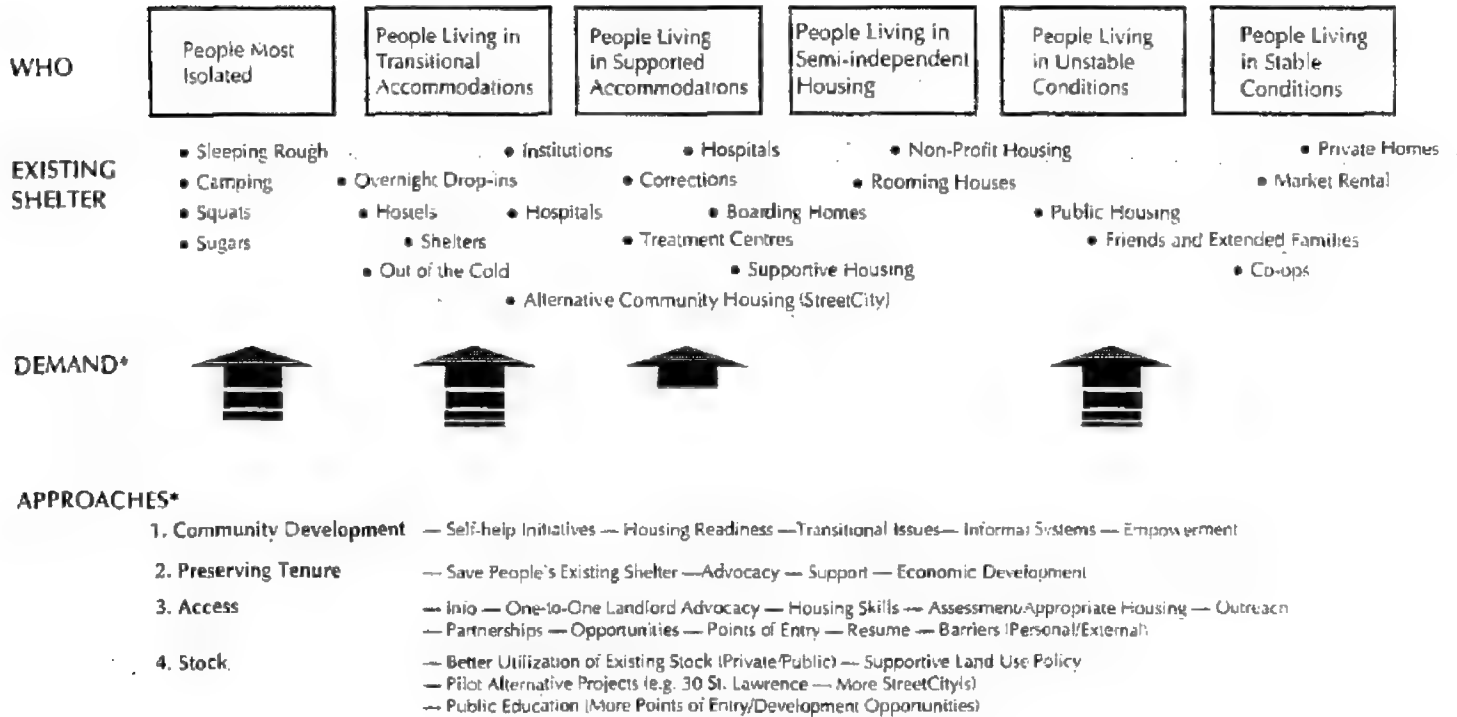 WHO
People Most
Isolated
People Living in
Transitional
Accommodations
People Living
in Supported
Accommodations
People Living in
Semi-independent
Housing
People Living
in Unstable
Conditions
People Living
in Stable
Conditions
EXISTING
SHELTER
• Sleeping Rough
• Institutions
• Hospitals
• Non-Profit Housing
• Private Homes
• Camping
• Overnight Drop-ins
• Corrections
• Rooming Houses
• Market Rental
• Squats
• Hostels
• Hospitals
• Boarding Homes
• Public Housing
• Sugars
• Shelters
• Treatment Centres
• Friends and Extended Families
• Out of the Cold
• Supportive Housing
• Co-ops
• Alternative Community Housing (StreetCity)
DEMAND*
APPROACHES*
1. Community Development — Self-help Initiatives — Housing Readiness —Transitional Issues— Informal Systems — Empowerment
2. Preserving Tenure — Save People's Existing Shelter —Advocacy — Support — Economic Development
3. Access — Info — One-to-One Landlord Advocacy — Housing Skills — Assessment/Appropriate Housing — Outreach
— Partnerships — Opportunities — Points of Entry — Resume — Barriers (Personal/External)
4. Stock — Better Utilization of Existing Stock (Private/Public) — Supportive Land Use Policy
— Pilot Alternative Projects (e.g. 30 St. Lawrence — More StreetCity(s)
— Public Education (More Points of Entry/Development Opportunities)